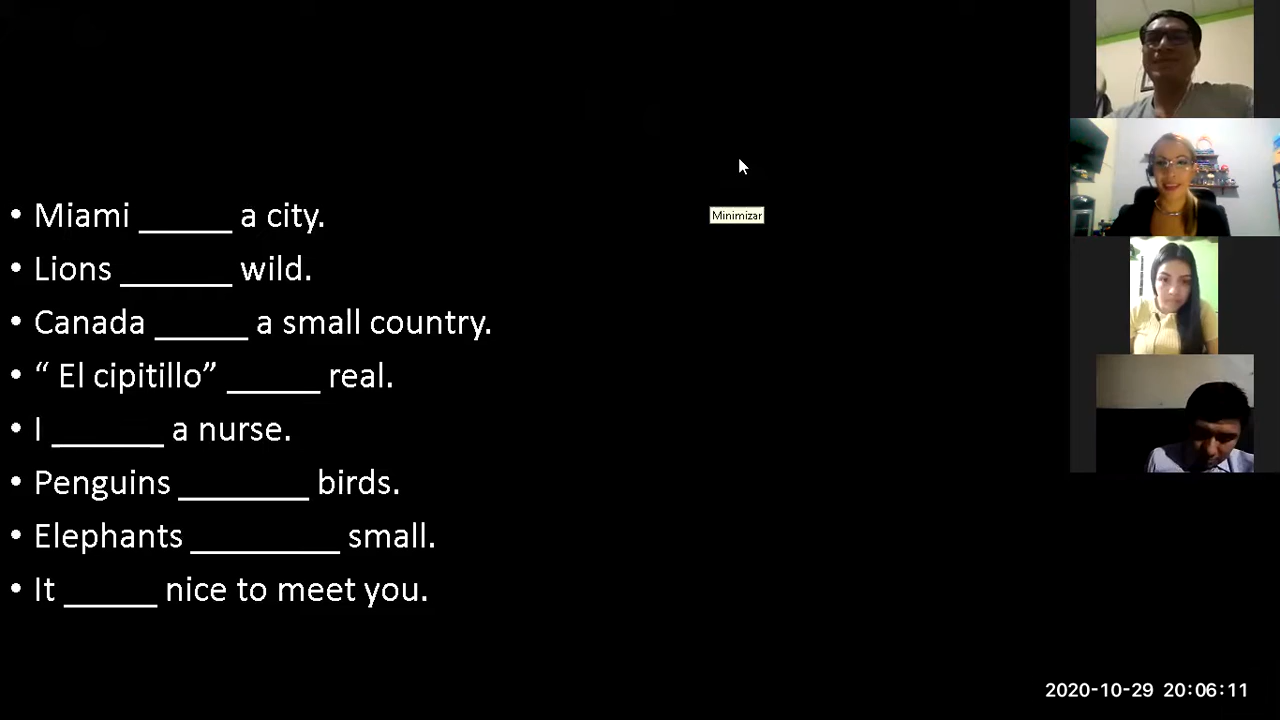 • Miami ______ a city.
• Lions _______ wild.
• Canada ______ a small country.
• “ El cipitillo” ______ real.
• I _______ a nurse.
• Penguins ________ birds.
• Elephants _________ small.
• It ______ nice to meet you.
Minimizar
2020-10-29 20:06:11